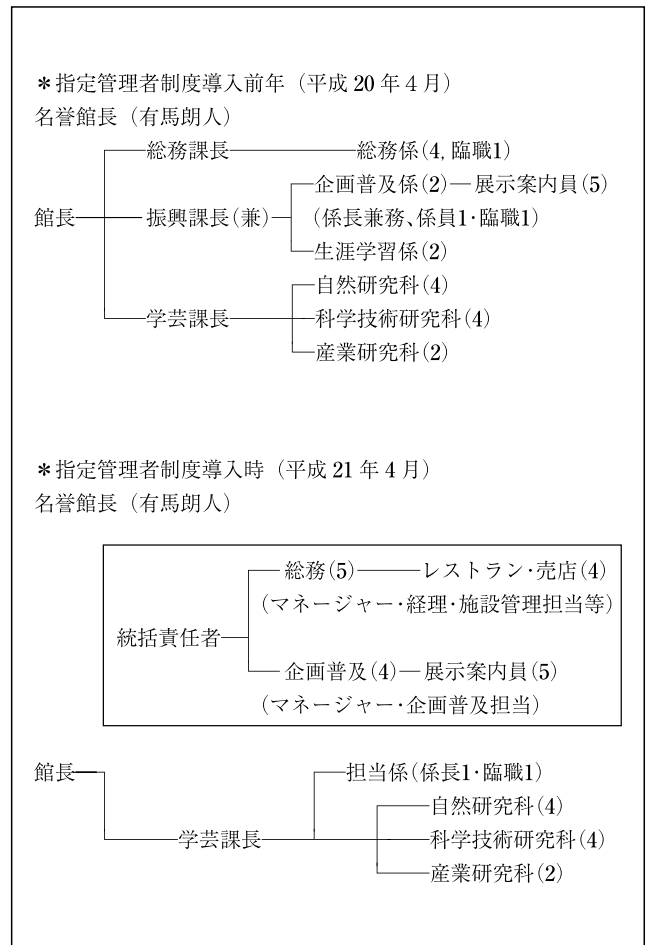 ＊指定管理者制度導入前年（平成 20 年 4 月）
名誉館長（有馬朗人）
総務課長 総務係(4, 臨職1)
企画普及係(2) 展示案内員(5)
館長 振興課長(兼) (係長兼務、係員1・臨職1)
生涯学習係(2)
自然研究科(4)
学芸課長 科学技術研究科(4)
産業研究科(2)
＊指定管理者制度導入時（平成 21 年 4 月）
名誉館長（有馬朗人）
総務(5) レストラン・売店(4)
(マネージャー・経理・施設管理担当等)
統括責任者
企画普及(4) 展示案内員(5)
(マネージャー・企画普及担当)
館長 担当係(係長1・臨職1)
自然研究科(4)
学芸課長 科学技術研究科(4)
産業研究科(2)